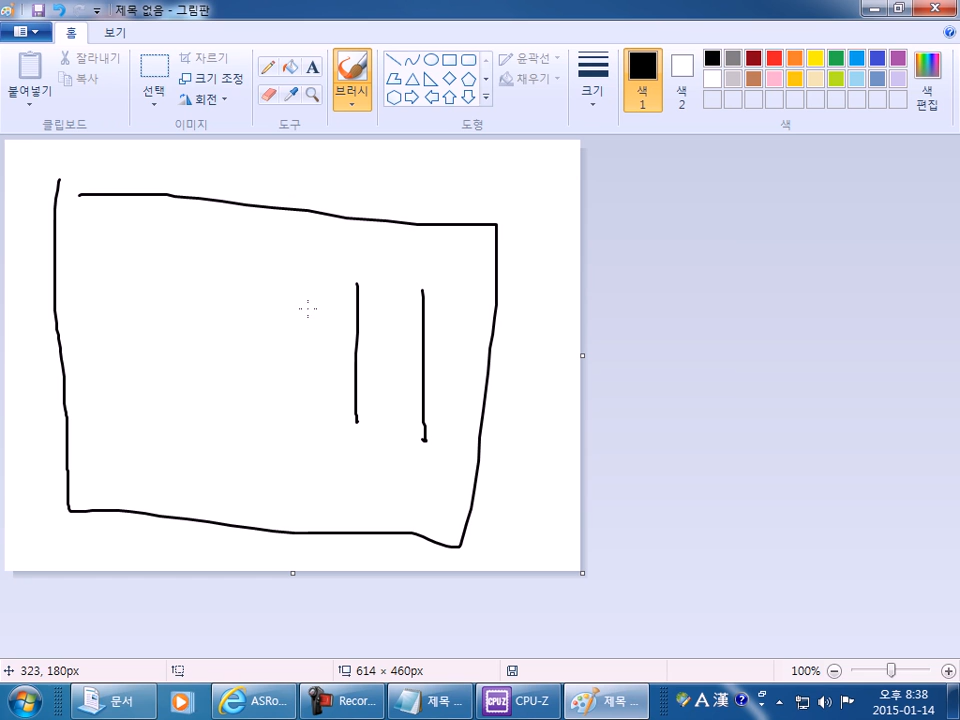 제목 없음 - 그림판
홈
보기
붙여넣기
잘라내기
복사
클립보드
선택
자르기
크기 조정
회전
이미지
A
도구
브러시
윤곽선
채우기
도형
크기
색 1
색 2
색 편집
색
323, 180px
614 × 460px
100%
문서
ASRo...
Recor...
제목 ...
CPU-Z
CPU-Z
제목 ...
A 漢
오후 8:38
2015-01-14